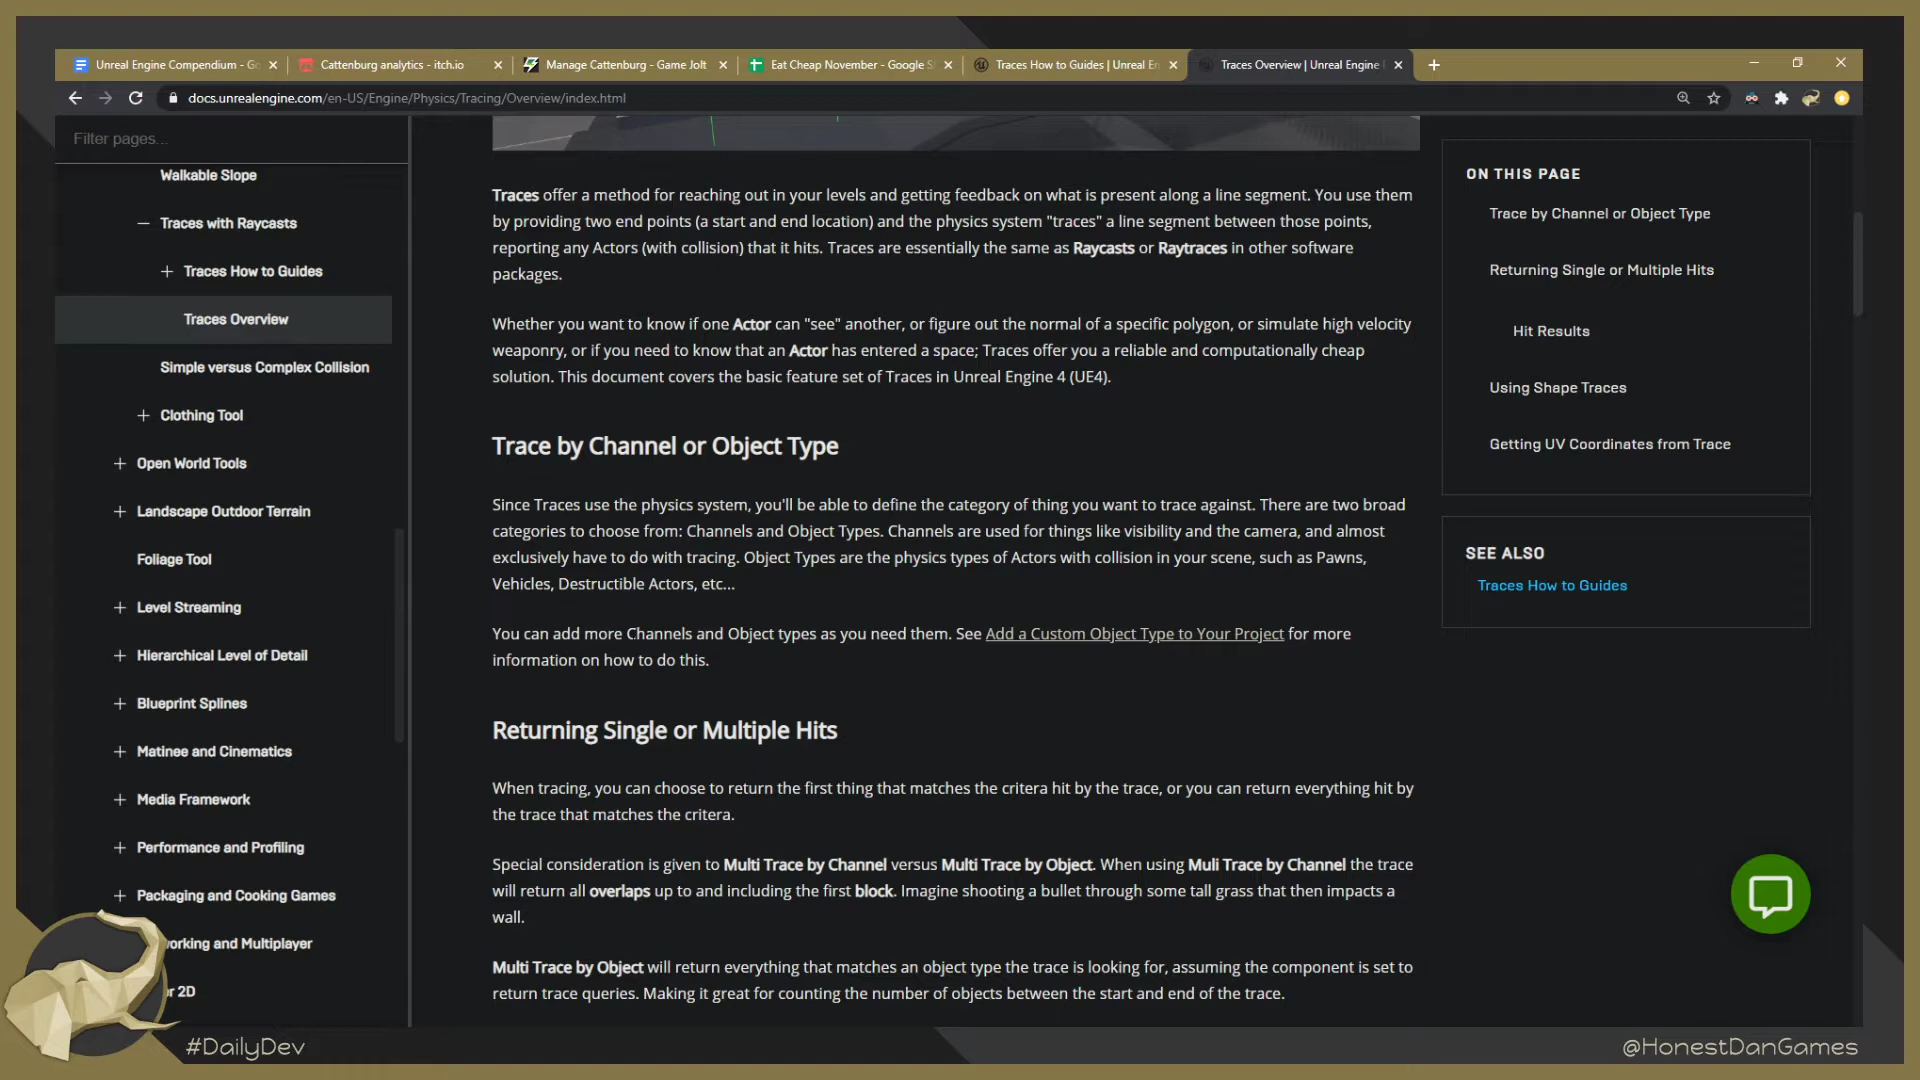 Unreal Engine Compendium - Go
Cattenburg analytics - itch.io
Manage Cattenburg - Game Jolt
Eat Cheap November - Google S
Traces How to Guides | Unreal En
Traces Overview | Unreal Engine
docs.unrealengine.com/en-US/Engine/Physics/Tracing/Overview/index.html
Filter pages...
Walkable Slope
Traces with Raycasts
Traces How to Guides
Traces Overview
Simple versus Complex Collision
Clothing Tool
Open World Tools
Landscape Outdoor Terrain
Foliage Tool
Level Streaming
Hierarchical Level of Detail
Blueprint Splines
Matinee and Cinematics
Media Framework
Performance and Profiling
Packaging and Cooking Games
orking and Multiplayer
r 2D
Traces offer a method for reaching out in your levels and getting feedback on what is present along a line segment. You use them
by providing two end points (a start and end location) and the physics system "traces" a line segment between those points,
reporting any Actors (with collision) that it hits. Traces are essentially the same as Raycasts or Raytraces in other software
packages.
Whether you want to know if one Actor can "see" another, or figure out the normal of a specific polygon, or simulate high velocity
weaponry, or if you need to know that an Actor has entered a space; Traces offer you a reliable and computationally cheap
solution. This document covers the basic feature set of Traces in Unreal Engine 4 (UE4).
Trace by Channel or Object Type
Since Traces use the physics system, you'll be able to define the category of thing you want to trace against. There are two broad
categories to choose from: Channels and Object Types. Channels are used for things like visibility and the camera, and almost
exclusively have to do with tracing. Object Types are the physics types of Actors with collision in your scene, such as Pawns,
Vehicles, Destructible Actors, etc...
You can add more Channels and Object types as you need them. See Add a Custom Object Type to Your Project for more
information on how to do this.
Returning Single or Multiple Hits
When tracing, you can choose to return the first thing that matches the critera hit by the trace, or you can return everything hit by
the trace that matches the critera.
Special consideration is given to Multi Trace by Channel versus Multi Trace by Object. When using Muli Trace by Channel the trace
will return all overlaps up to and including the first block. Imagine shooting a bullet through some tall grass that then impacts a
wall.
Multi Trace by Object will return everything that matches an object type the trace is looking for, assuming the component is set to
return trace queries. Making it great for counting the number of objects between the start and end of the trace.
ON THIS PAGE
Trace by Channel or Object Type
Returning Single or Multiple Hits
Hit Results
Using Shape Traces
Getting UV Coordinates from Trace
SEE ALSO
Traces How to Guides
#DailyDev
@HonestDanGames